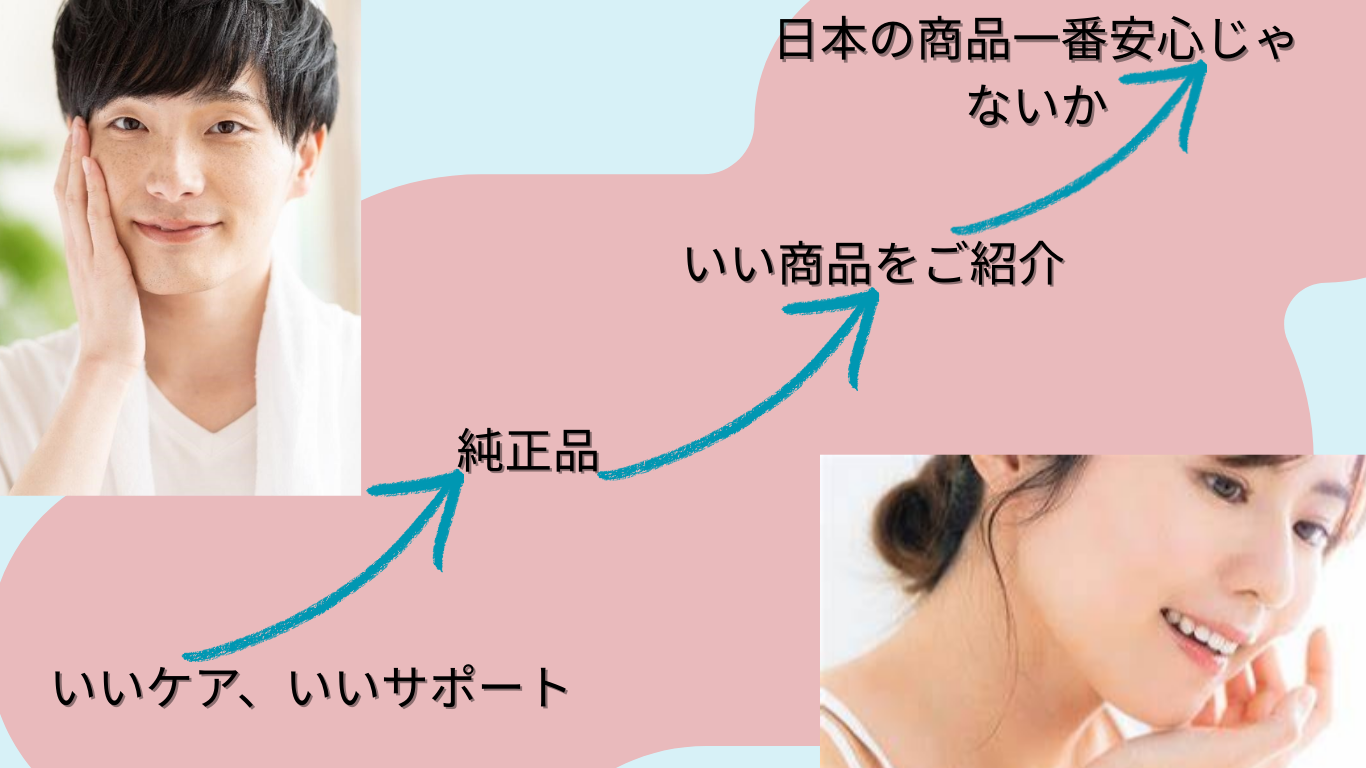 日本の商品一番安心じゃ
ないか
いい商品をご紹介
純正品
いいケア、いいサポート